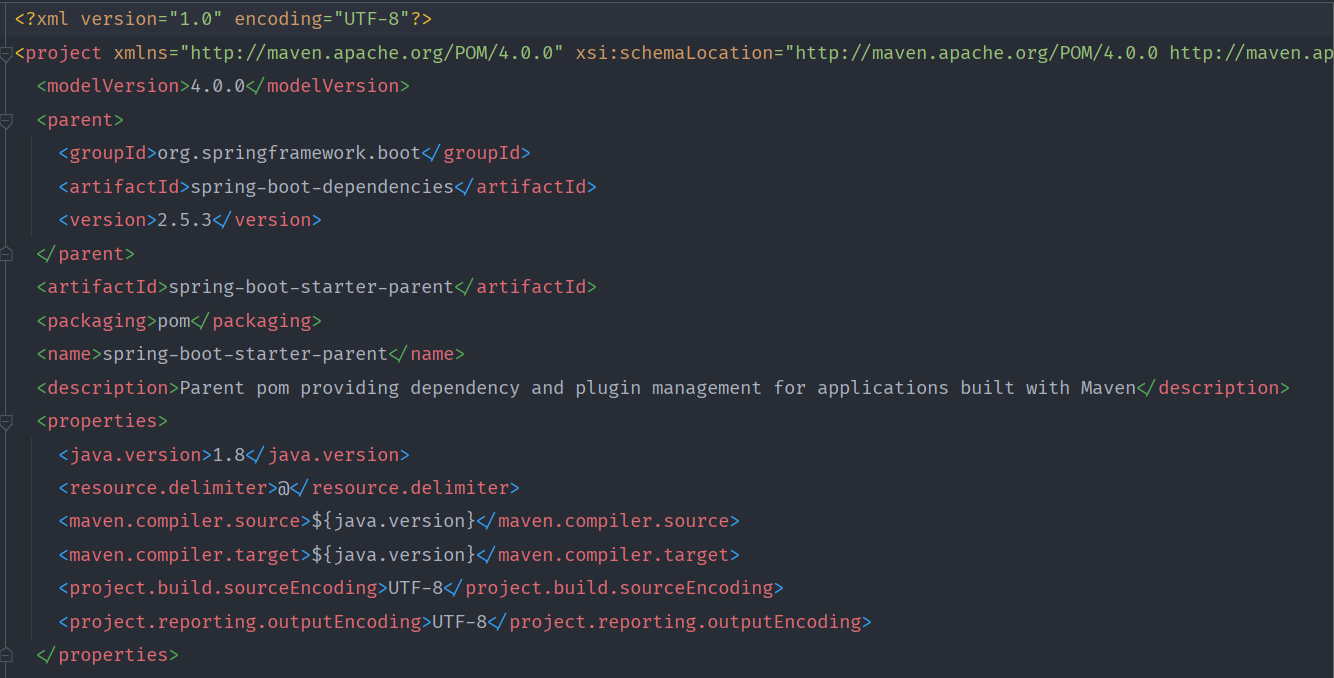 <?xml version="1.0" encoding="UTF-8"?>
<project xmlns="http://maven.apache.org/POM/4.0.0" xsi:schemaLocation="http://maven.apache.org/POM/4.0.0 http://maven.ap
<modelVersion>4.0.0</modelVersion>
<parent>
<groupId>org.springframework.boot</groupId>
<artifactId>spring-boot-dependencies</artifactId>
<version>2.5.3</version>
</parent>
<artifactId>spring-boot-starter-parent</artifactId>
<packaging>pom</packaging>
<name>spring-boot-starter-parent</name>
<description>Parent pom providing dependency and plugin management for applications built with Maven</description>
<properties>
<java.version>1.8</java.version>
<resource.delimiter>@</resource.delimiter>
<maven.compiler.source>${java.version}</maven.compiler.source>
<maven.compiler.target>${java.version}</maven.compiler.target>
<project.build.sourceEncoding>UTF-8</project.build.sourceEncoding>
<project.reporting.outputEncoding>UTF-8</project.reporting.outputEncoding>
</properties>